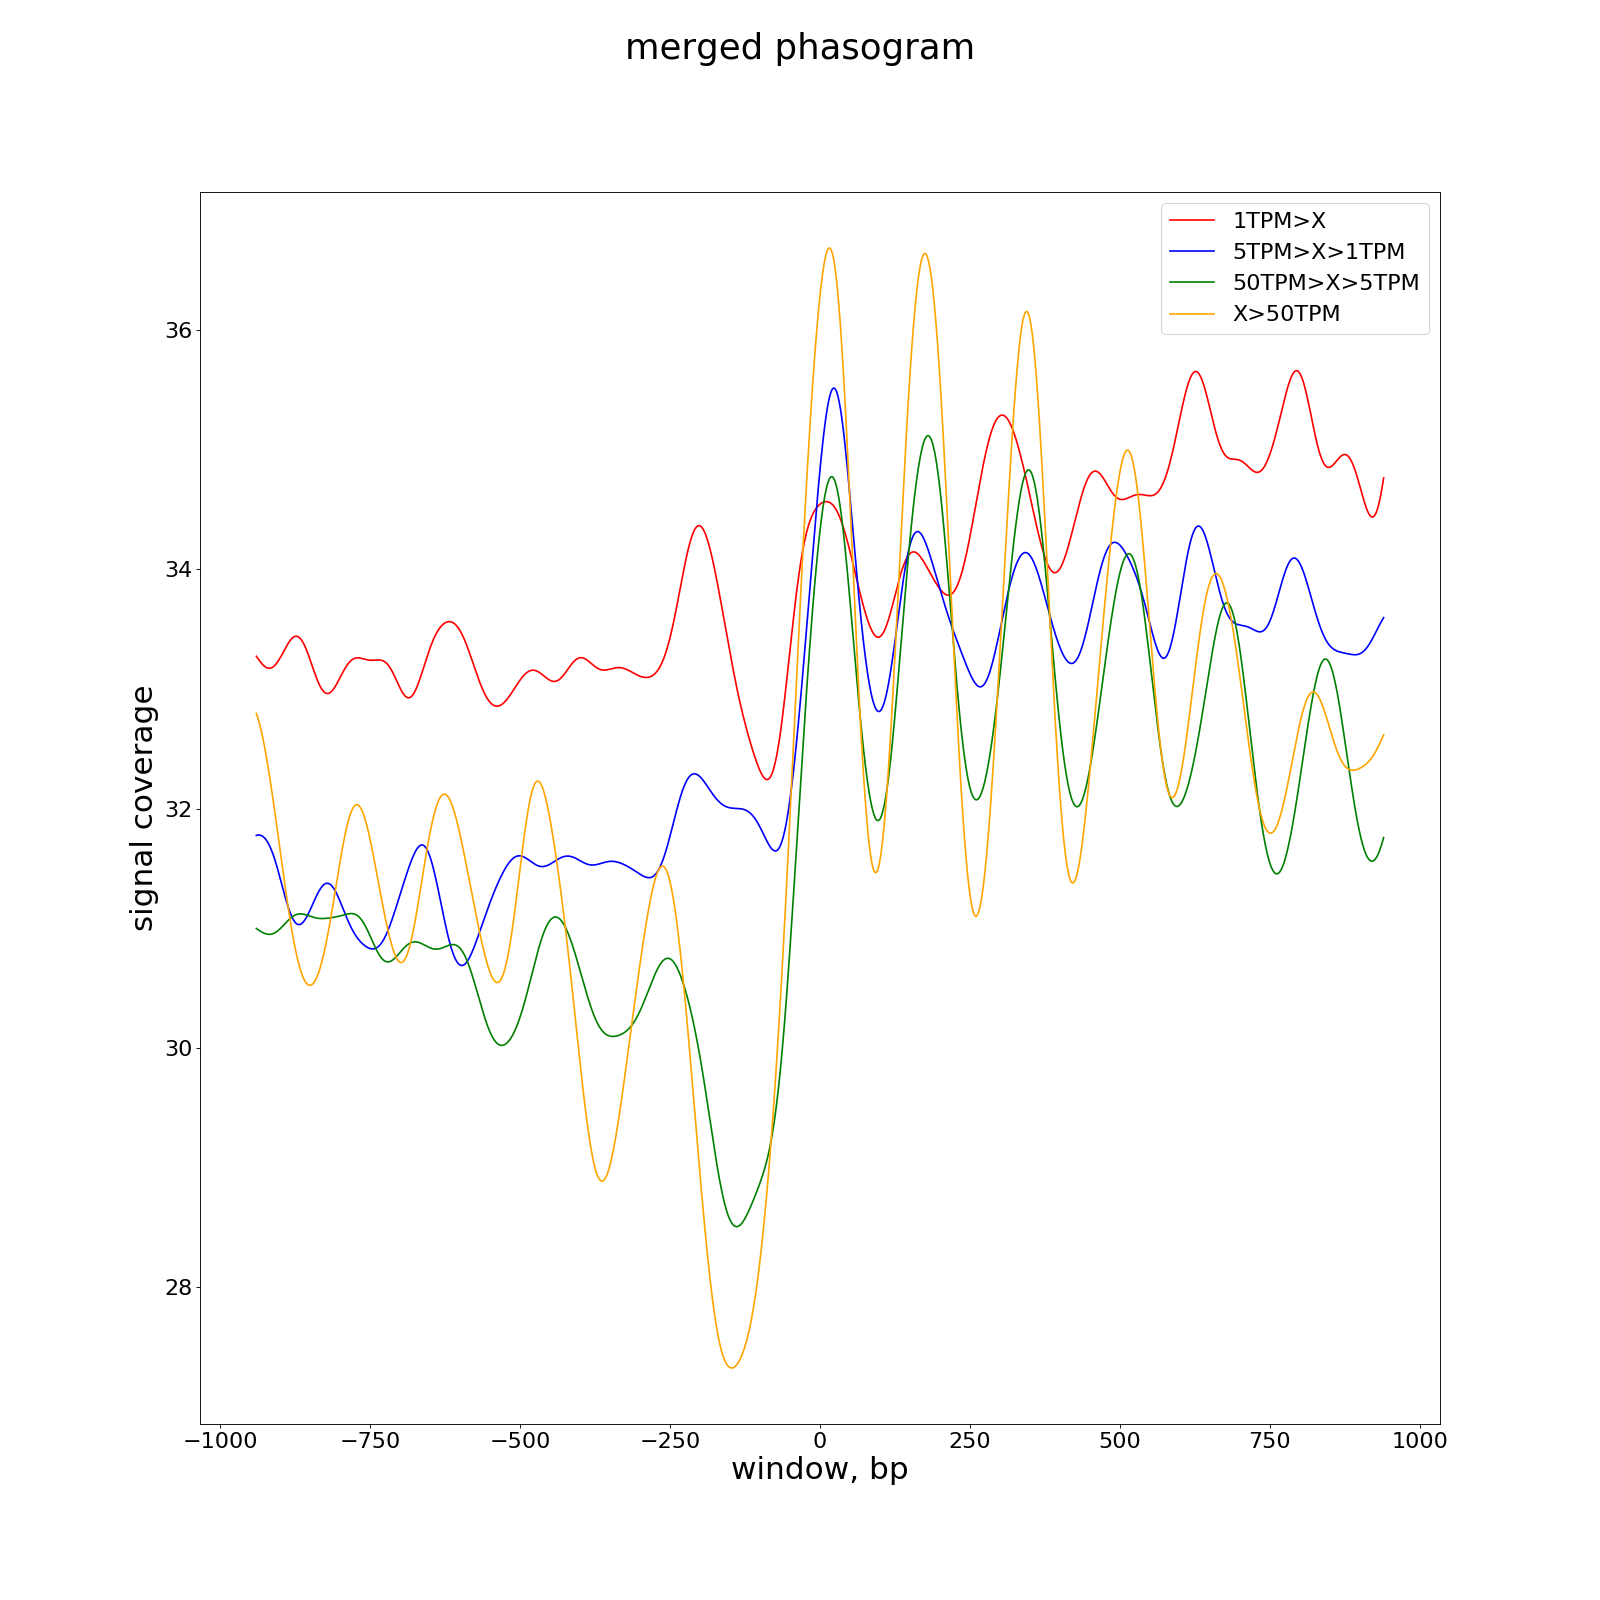 merged phasogram
1TPM>X
5TPM>X>1TPM
50TPM>X>5TPM
X>50TPM
36
34
32
30
28
signal coverage
−1000 −750 −500 −250 0 250 500 750 1000
window, bp